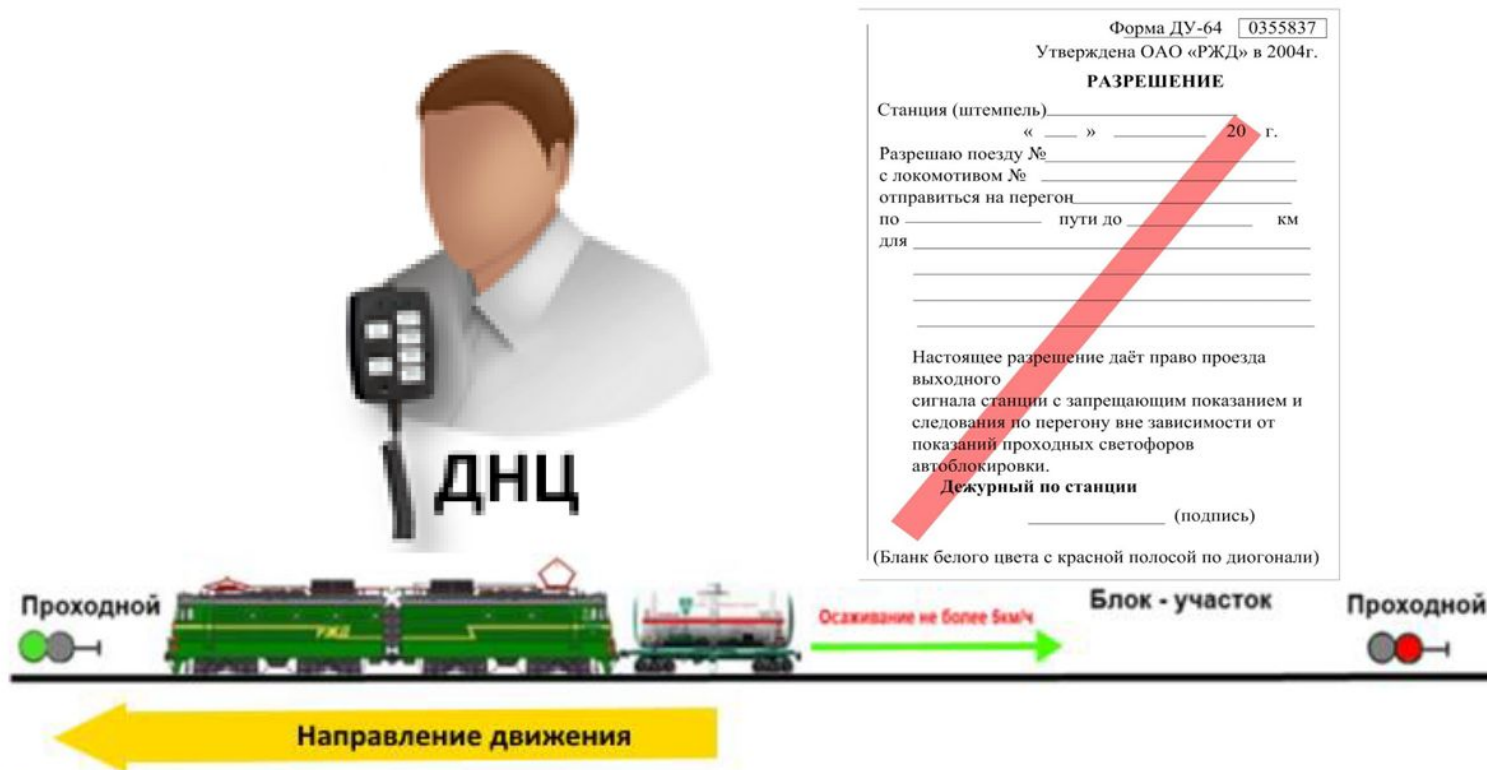 Форма ДУ-64 0355837
Утверждена ОАО «РЖД» в 2004г.
РАЗРЕШЕНИЕ
Станция (штемпель)
« » 20 г.
Разрешаю поезду №
с локомотивом №
отправиться на перегон
по пути до км
для
Настоящее разрешение даёт право проезда
выходного
сигнала станции с запрещающим показанием и
следования по перегону вне зависимости от
показаний проходных светофоров
автоблокировки.
Дежурный по станции
(подпись)
(Бланк белого цвета с красной полосой по диогонали)
ДНЦ
Проходной
РЖД
Осаживание не более 5км/ч
Блок - участок
Проходной
Направление движения